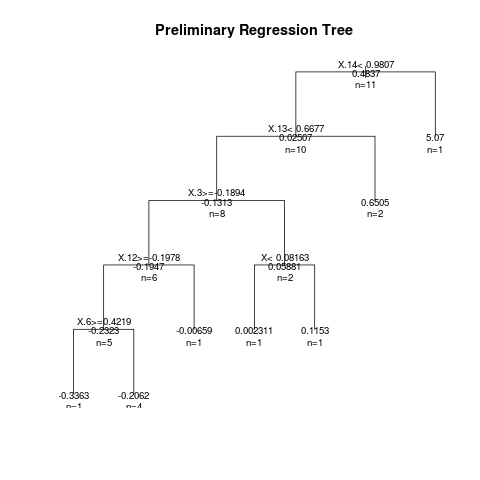 Preliminary Regression Tree
X.14< 0.9807
0.4837
n=11
X.13< 0.6677
0.02507
n=10
5.07
n=1
X.3>=-0.1894
-0.1313
n=8
0.6505
n=2
X.12>=-0.1978
-0.1947
n=6
X< 0.08163
0.05881
n=2
X.6>=0.4219
-0.2323
n=5
-0.00659
n=1
0.002311
n=1
0.1153
n=1
-0.3363
n=1
-0.2062
n=4